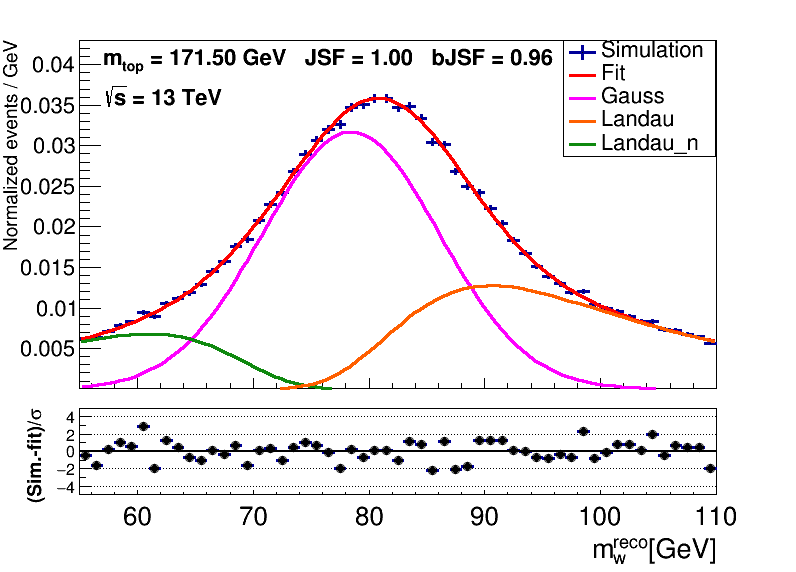 m_top = 171.50 GeV JSF = 1.00 bJSF = 0.96
√s = 13 TeV
Simulation
Fit
Gauss
Landau
Landau_n
Normalized events / GeV
0.04
0.035
0.03
0.025
0.02
0.015
0.01
0.005
(Sim.-fit)/σ
4
2
0
−2
−4
60 70 80 90 100 110
m_w^reco[GeV]